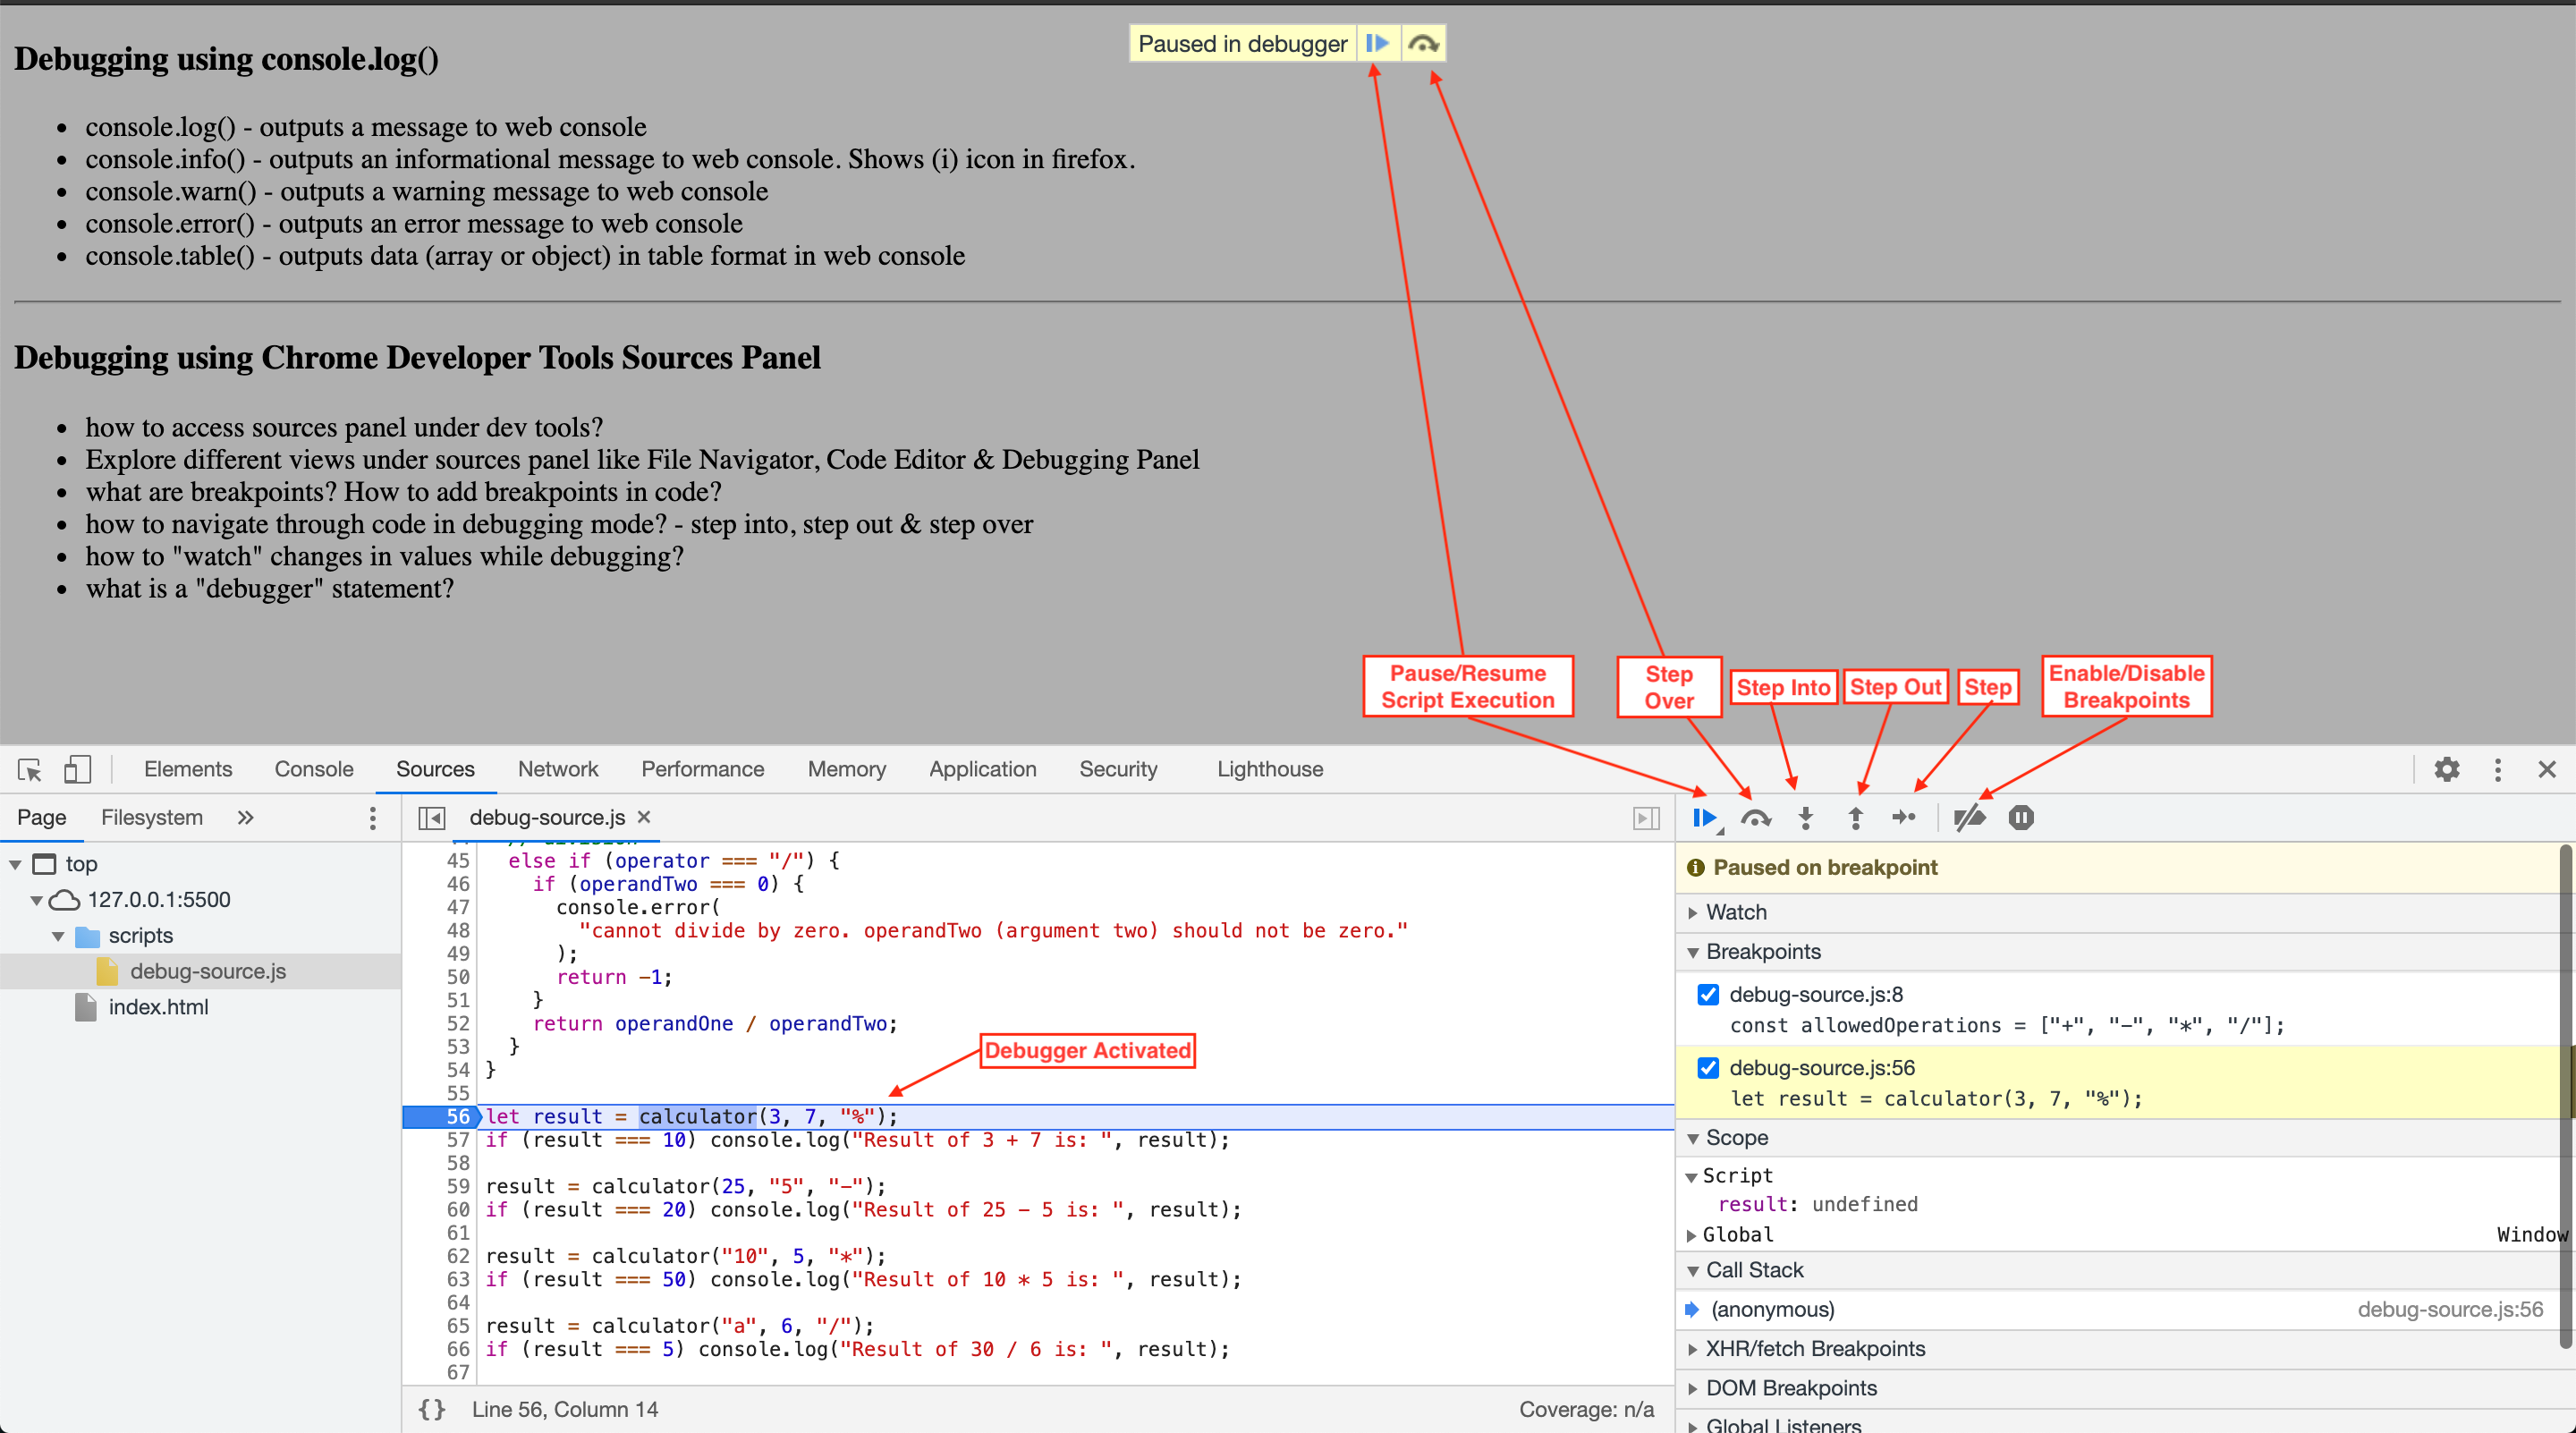 Paused in debugger
Debugging using console.log()
console.log() - outputs a message to web console
console.info() - outputs an informational message to web console. Shows (i) icon in firefox.
console.warn() - outputs a warning message to web console
console.error() - outputs an error message to web console
console.table() - outputs data (array or object) in table format in web console
Debugging using Chrome Developer Tools Sources Panel
how to access sources panel under dev tools?
Explore different views under sources panel like File Navigator, Code Editor & Debugging Panel
what are breakpoints? How to add breakpoints in code?
how to navigate through code in debugging mode? - step into, step out & step over
how to "watch" changes in values while debugging?
what is a "debugger" statement?
Pause/Resume
Script Execution
Step
Over
Step Into
Step Out
Step
Enable/Disable
Breakpoints
Elements Console Sources Network Performance Memory Application Security Lighthouse
Page Filesystem
top
127.0.0.1:5500
scripts
debug-source.js
index.html
debug-source.js
45 else if (operator === "/") {
46 if (operandTwo === 0) {
47 console.error(
48 "cannot divide by zero. operandTwo (argument two) should not be zero."
49 );
50 return -1;
51 }
52 return operandOne / operandTwo;
53 }
54 }
55
56 let result = calculator(3, 7, "%");
57 if (result === 10) console.log("Result of 3 + 7 is: ", result);
58
59 result = calculator(25, "5", "-");
60 if (result === 20) console.log("Result of 25 - 5 is: ", result);
61
62 result = calculator("10", 5, "*");
63 if (result === 50) console.log("Result of 10 * 5 is: ", result);
64
65 result = calculator("a", 6, "/");
66 if (result === 5) console.log("Result of 30 / 6 is: ", result);
67
Debugger Activated
{} Line 56, Column 14
Coverage: n/a
Paused on breakpoint
Watch
Breakpoints
debug-source.js:8
const allowedOperations = ["+", "-", "*", "/"];
debug-source.js:56
let result = calculator(3, 7, "%");
Scope
Script
result: undefined
Global Window
Call Stack
(anonymous) debug-source.js:56
XHR/fetch Breakpoints
DOM Breakpoints
Global Listeners